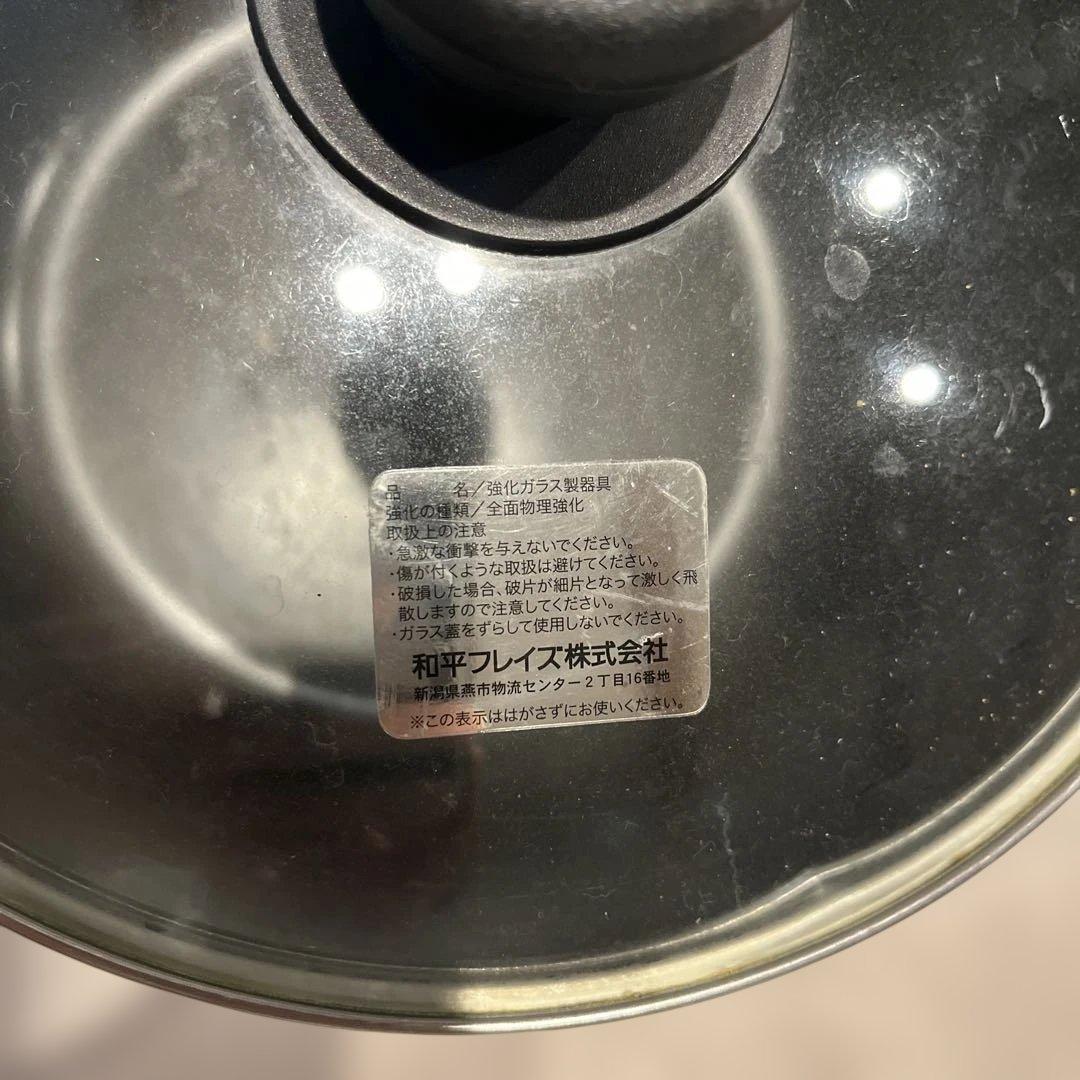 品　　　名／強化ガラス製器具
強化の種類／全面物理強化
取扱上の注意
・急激な衝撃を与えないでください。
・傷が付くような取扱は避けてください。
・破損した場合、破片が細片となって激しく飛
散しますので注意してください。
・ガラス蓋をずらして使用しないでください。
和平フレイズ株式会社
新潟県燕市物流センター2丁目16番地
※この表示ははがさずにお使いください。